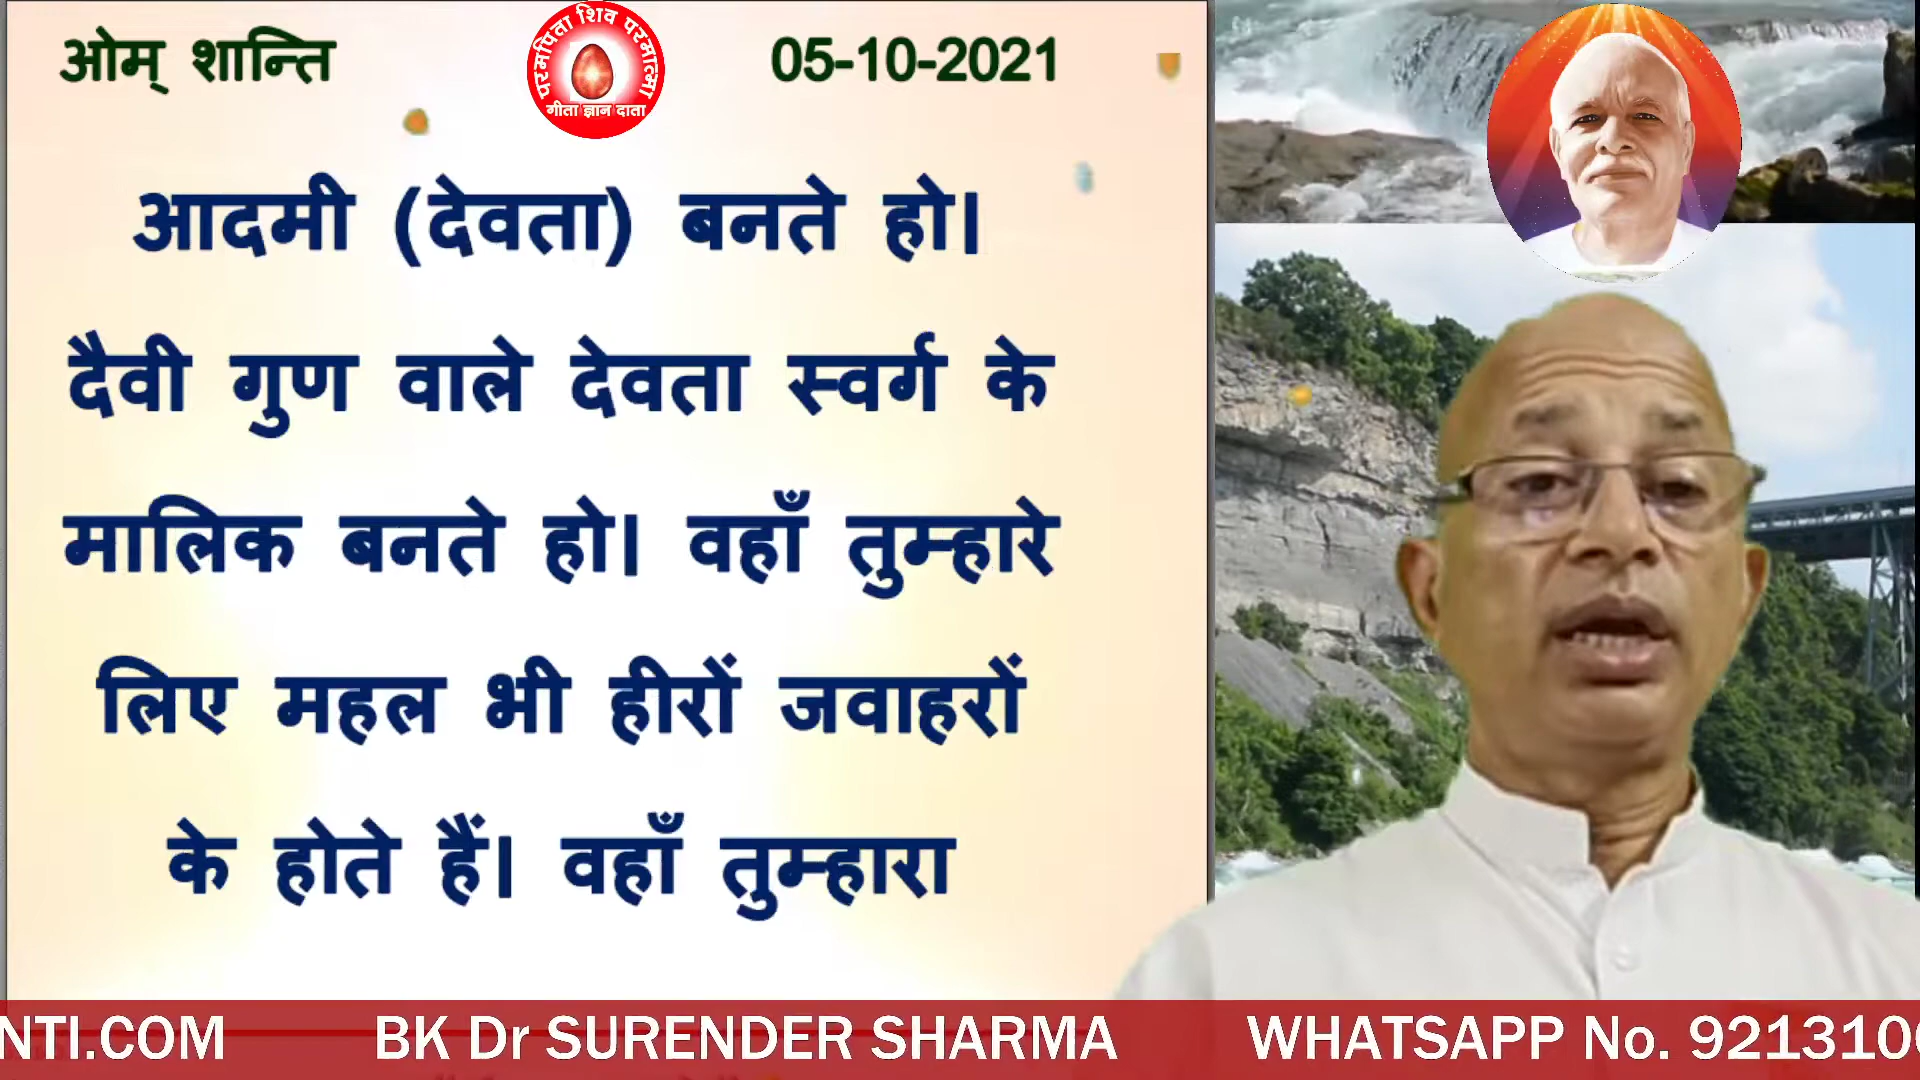 ओम् शान्ति
परमपिता शिव परमात्मा
गीता ज्ञान दाता
05-10-2021
आदमी (देवता) बनते हो।
दैवी गुण वाले देवता स्वर्ग के
मालिक बनते हो। वहाँ तुम्हारे
लिए महल भी हीरों जवाहरों
के होते हैं। वहाँ तुम्हारा
NTI.COM BK Dr SURENDER SHARMA WHATSAPP No. 921310